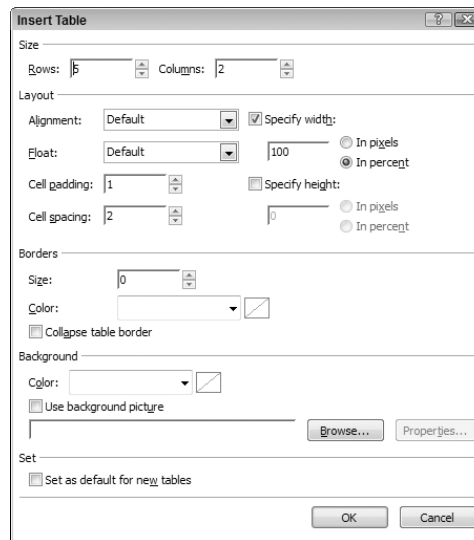 Insert Table
Size
Rows: 5 Columns: 2
Layout
Alignment: Default Specify width:
Float: Default 100 In pixels
In percent
Cell padding: 1 Specify height:
Cell spacing: 2 0 In pixels
In percent
Borders
Size: 0
Color:
Collapse table border
Background
Color:
Use background picture
Browse... Properties...
Set
Set as default for new tables
OK Cancel